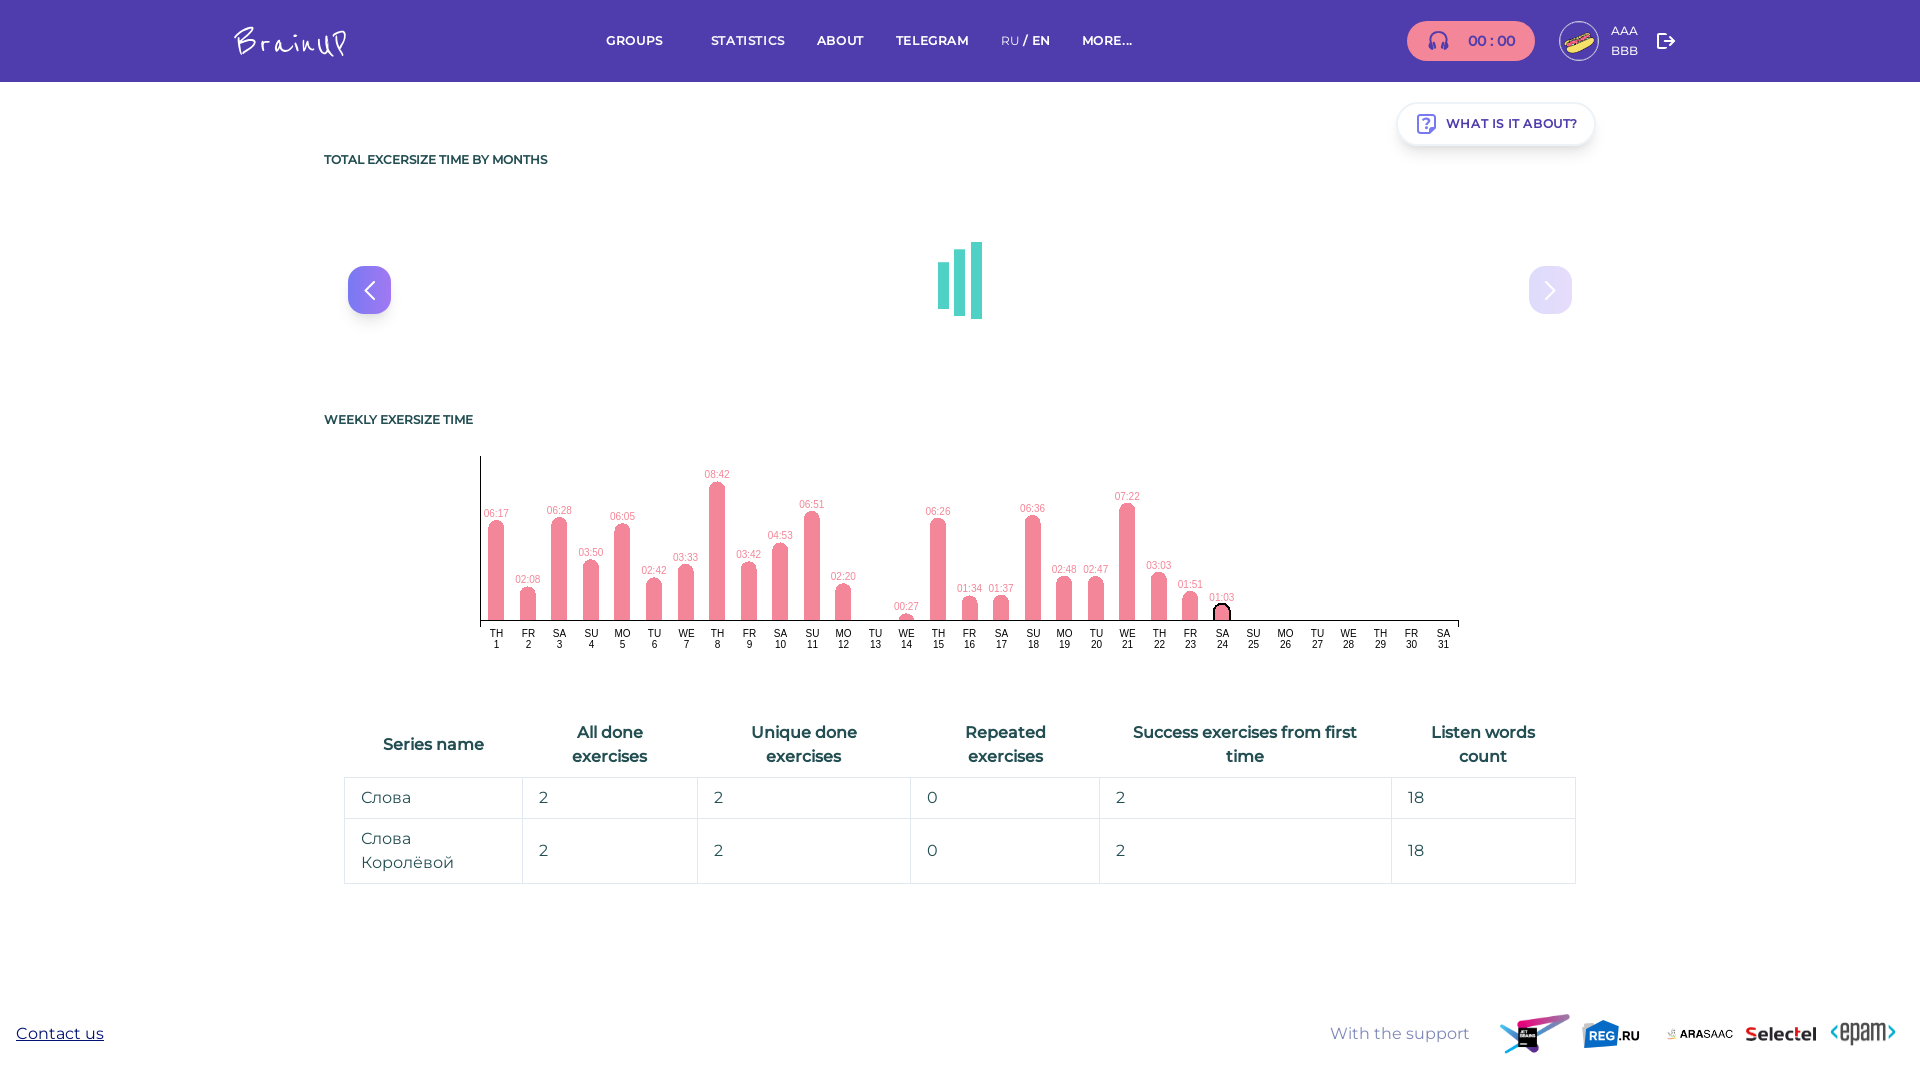 BrainUP GROUPS STATISTICS ABOUT TELEGRAM RU / EN MORE... 00 : 00 AAA
BBB
WHAT IS IT ABOUT?
TOTAL EXCERSIZE TIME BY MONTHS
WEEKLY EXERSIZE TIME
06:17 02:08 06:28 03:50 06:05 02:42 03:33 08:42 03:42 04:53 06:51 02:20 00:27 06:26 01:34 01:37 06:36 02:48 02:47 07:22 03:03 01:51 01:03
TH FR SA SU MO TU WE TH FR SA SU MO TU WE TH FR SA SU MO TU WE TH FR SA SU MO TU WE TH FR SA
1 2 3 4 5 6 7 8 9 10 11 12 13 14 15 16 17 18 19 20 21 22 23 24 25 26 27 28 29 30 31
Series name
All done
exercises
Unique done
exercises
Repeated
exercises
Success exercises from first
time
Listen words
count
Слова 2 2 0 2 18
Слова
Королёвой 2 2 0 2 18
Contact us
With the support
REG.RU
ARASAAC
Selectel
<epam>